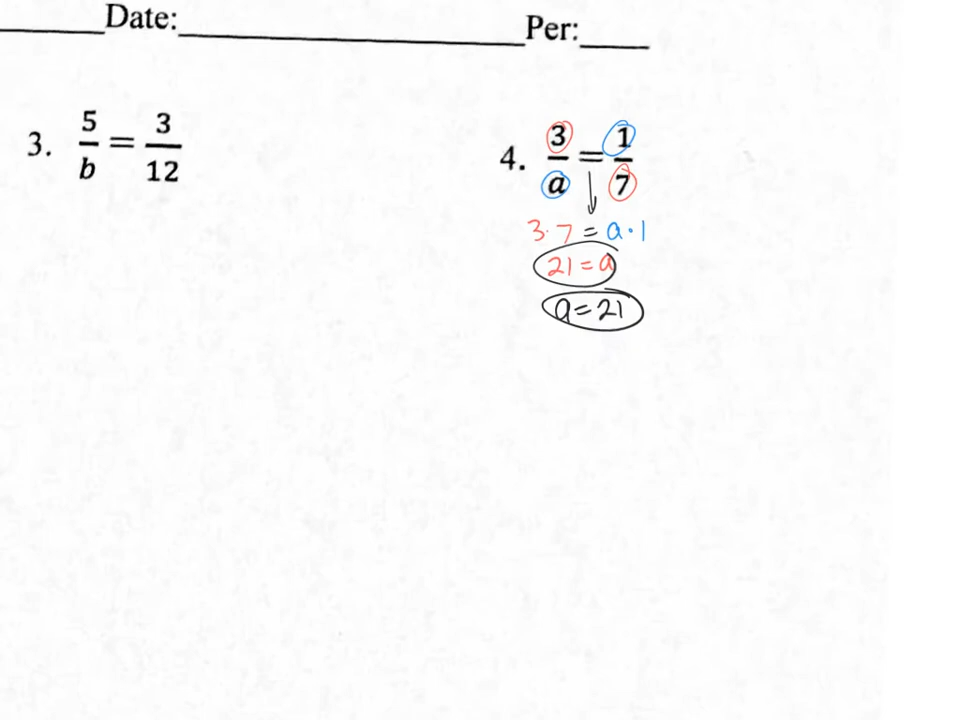 Date: Per:
3. 5/b = 3/12
4. 3/a = 1/7
3·7 = a·1
21 = a
a = 21